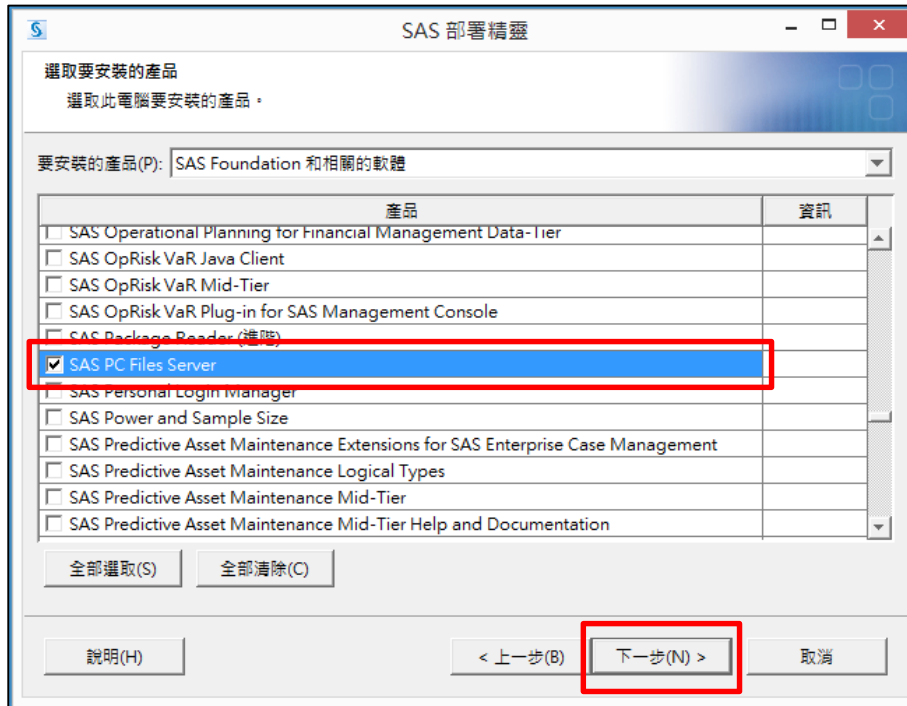 SAS 部署精靈
選取要安裝的產品
選取此電腦要安裝的產品。
要安裝的產品(P): SAS Foundation 和相關的軟體
產品 資訊
SAS Operational Planning for Financial Management Data-Tier
SAS OpRisk VaR Java Client
SAS OpRisk VaR Mid-Tier
SAS OpRisk VaR Plug-in for SAS Management Console
SAS Package Reader (進階)
SAS PC Files Server
SAS Personal Login Manager
SAS Power and Sample Size
SAS Predictive Asset Maintenance Extensions for SAS Enterprise Case Management
SAS Predictive Asset Maintenance Logical Types
SAS Predictive Asset Maintenance Mid-Tier
SAS Predictive Asset Maintenance Mid-Tier Help and Documentation
全部選取(S) 全部清除(C)
說明(H) < 上一步(B) 下一步(N) > 取消